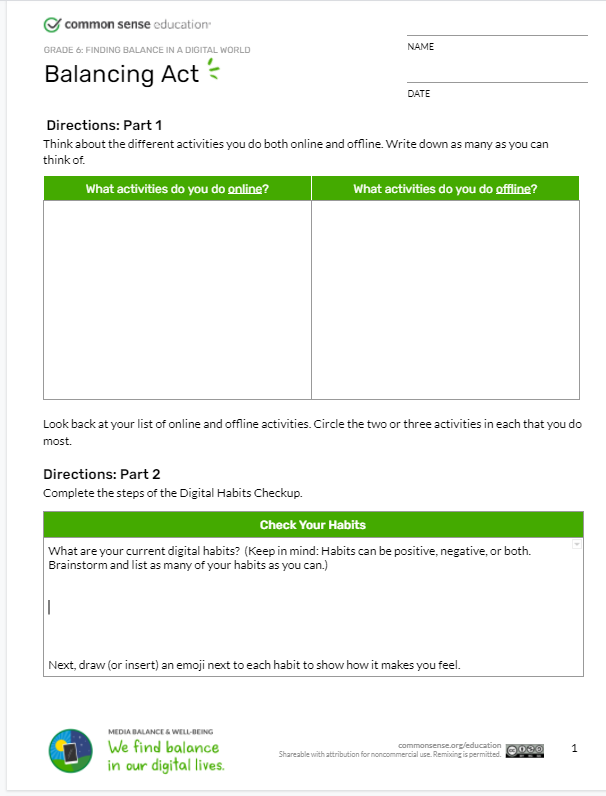 common sense education
GRADE 6: FINDING BALANCE IN A DIGITAL WORLD
Balancing Act
NAME
DATE
Directions: Part 1
Think about the different activities you do both online and offline. Write down as many as you can
think of.
What activities do you do online?
What activities do you do offline?
Look back at your list of online and offline activities. Circle the two or three activities in each that you do
most.
Directions: Part 2
Complete the steps of the Digital Habits Checkup.
Check Your Habits
What are your current digital habits? (Keep in mind: Habits can be positive, negative, or both.
Brainstorm and list as many of your habits as you can.)
Next, draw (or insert) an emoji next to each habit to show how it makes you feel.
MEDIA BALANCE & WELL-BEING
We find balance
in our digital lives.
commonsense.org/education
Shareable with attribution for noncommercial use. Remixing is permitted.
1